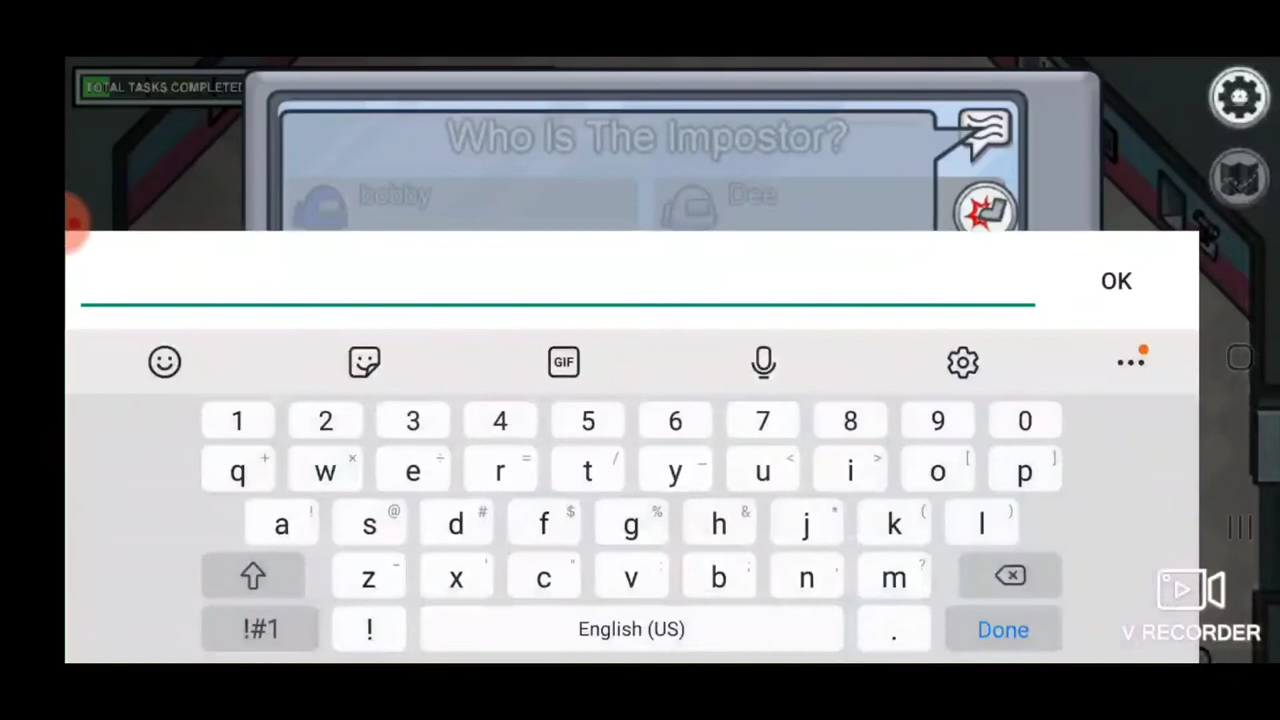 TOTAL TASKS COMPLETED
Who Is The Impostor?
bobby
Dee
OK
GIF
1 2 3 4 5 6 7 8 9 0
q + w × e ÷ r = t / y _ u < i > o [ p ]
a ! s @ d # f $ g % h & j * k ( l )
z - x ' c " v : b ; n , m ?
!#1 ! English (US) . Done
V RECORDER